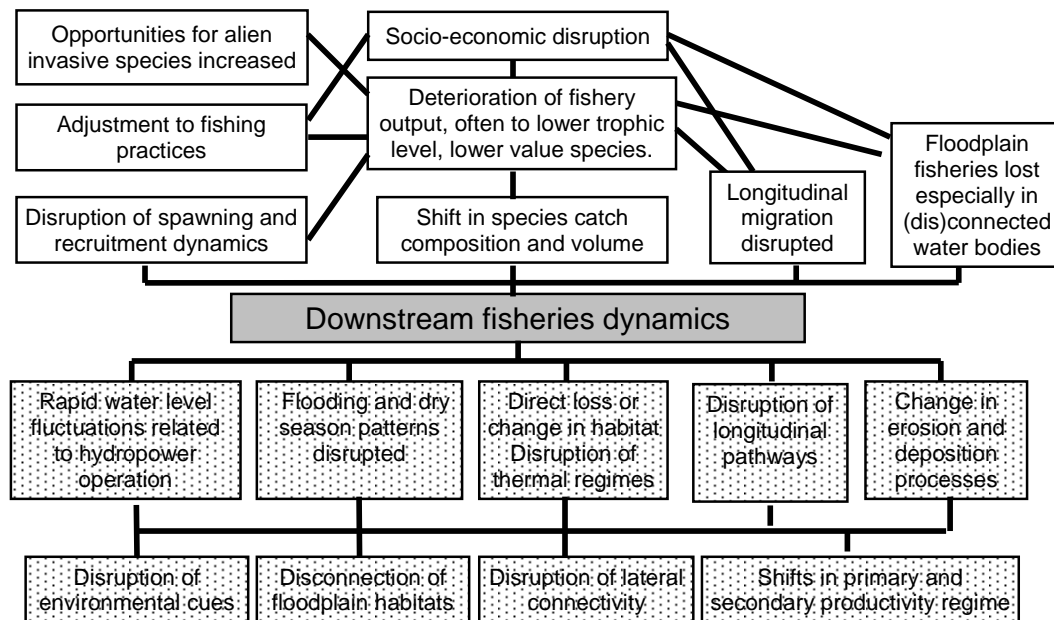 Opportunities for alien
invasive species increased
Socio-economic disruption
Adjustment to fishing
practices
Deterioration of fishery
output, often to lower trophic
level, lower value species.
Floodplain
fisheries lost
especially in
(dis)connected
water bodies
Disruption of spawning and
recruitment dynamics
Shift in species catch
composition and volume
Longitudinal
migration
disrupted
Downstream fisheries dynamics
Rapid water level
fluctuations related
to hydropower
operation
Flooding and dry
season patterns
disrupted
Direct loss or
change in habitat
Disruption of
thermal regimes
Disruption of
longitudinal
pathways
Change in
erosion and
deposition
processes
Disruption of
environmental cues
Disconnection of
floodplain habitats
Disruption of lateral
connectivity
Shifts in primary and
secondary productivity regime